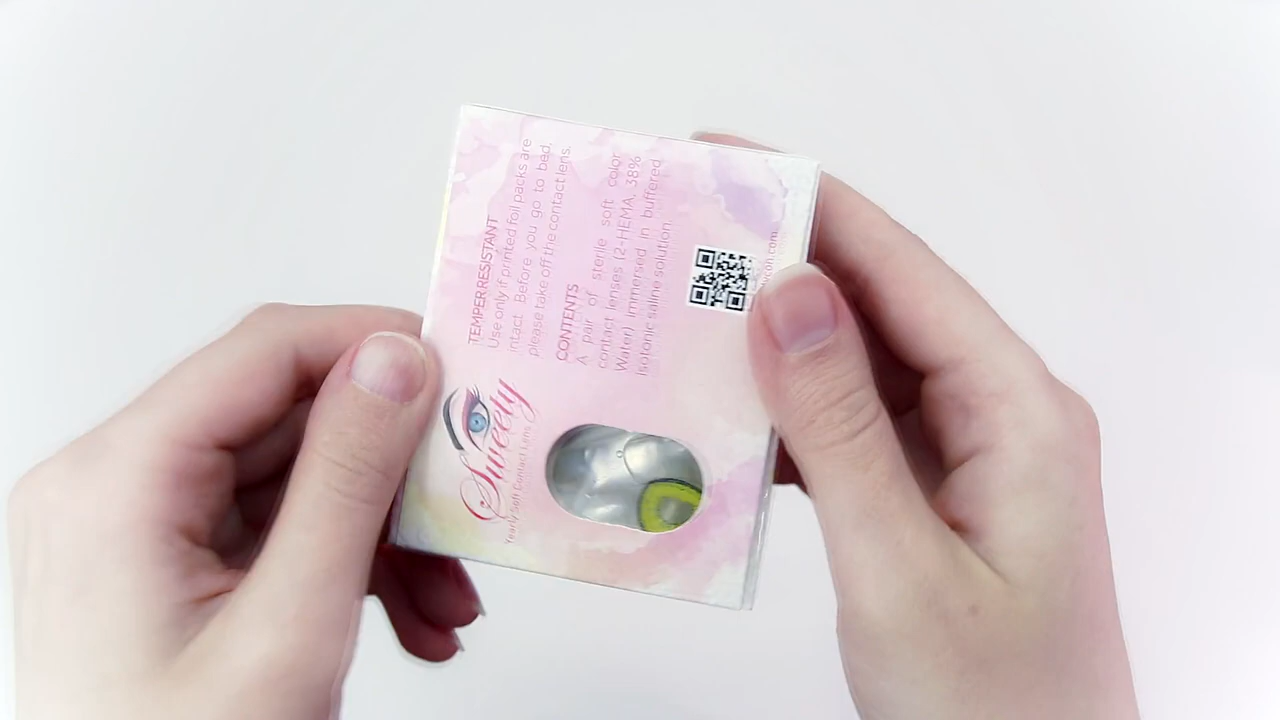 TEMPER RESISTANT
Use only if printed foil packs are
intact Before you go to bed,
please take off the contact lens.
CONTENTS
A pair of sterile soft color
contact lenses (2-HEMA, 38%
Water) Immersed in buffered
Isotonic saline solution.
Sweety
Yearly Soft Contact Lens